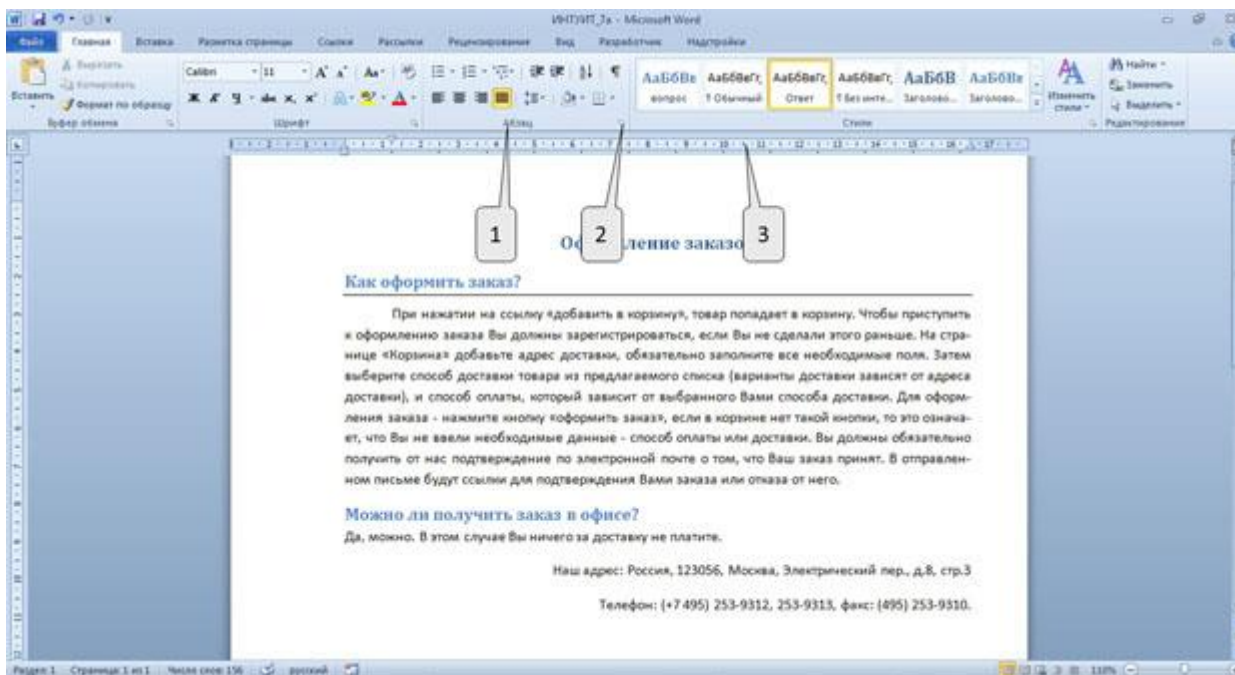 ИНТУИТ_7а - Microsoft Word
Файл Главная Вставка Разметка страницы Ссылки Рассылки Рецензирование Вид Разработчик Надстройки
Вставить
Вырезать
Копировать
Формат по образцу
Буфер обмена
Calibri 11
Шрифт
Абзац
АаБбВв АаБбВвГг, АаБбВвГг, АаБбВвГг, АаБбВ АаБбВв
вопрос ¶ Обычный Ответ ¶ Без инте... Заголово... Заголово...
Стили
Изменить стили
Найти
Заменить
Выделить
Редактирование
1 2 3
Как оформить заказ?
При нажатии на ссылку «добавить в корзину», товар попадает в корзину. Чтобы приступить
к оформлению заказа Вы должны зарегистрироваться, если Вы не сделали этого раньше. На стра-
нице «Корзина» добавьте адрес доставки, обязательно заполните все необходимые поля. Затем
выберите способ доставки товара из предлагаемого списка (варианты доставки зависят от адреса
доставки), и способ оплаты, который зависит от выбранного Вами способа доставки. Для оформ-
ления заказа - нажмите кнопку «оформить заказ», если в корзине нет такой кнопки, то это означа-
ет, что Вы не ввели необходимые данные - способ оплаты или доставки. Вы должны обязательно
получить от нас подтверждение по электронной почте о том, что Ваш заказ принят. В отправлен-
ном письме будут ссылки для подтверждения Вами заказа или отказа от него.
Можно ли получить заказ в офисе?
Да, можно. В этом случае Вы ничего за доставку не платите.
Наш адрес: Россия, 123056, Москва, Электрический пер., д.8, стр.3
Телефон: (+7 495) 253-9312, 253-9313, факс: (495) 253-9310.
Раздел: 1 Страница: 1 из 1 Число слов: 156 русский 110%